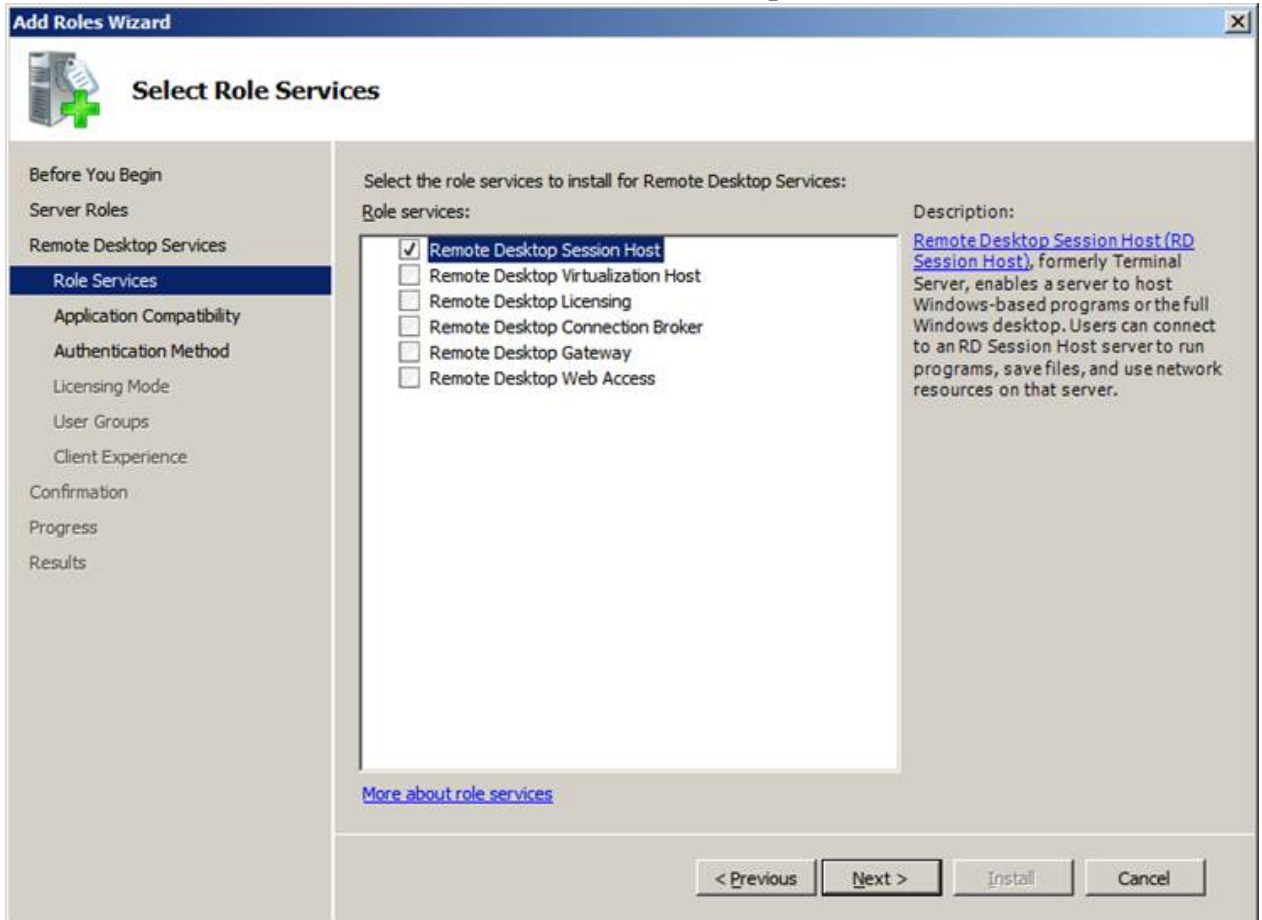 Add Roles Wizard
Select Role Services
Before You Begin
Server Roles
Remote Desktop Services
Role Services
Application Compatibility
Authentication Method
Licensing Mode
User Groups
Client Experience
Confirmation
Progress
Results
Select the role services to install for Remote Desktop Services:
Role services:
Remote Desktop Session Host
Remote Desktop Virtualization Host
Remote Desktop Licensing
Remote Desktop Connection Broker
Remote Desktop Gateway
Remote Desktop Web Access
More about role services
Description:
Remote Desktop Session Host (RD
Session Host), formerly Terminal
Server, enables a server to host
Windows-based programs or the full
Windows desktop. Users can connect
to an RD Session Host server to run
programs, save files, and use network
resources on that server.
< Previous
Next >
Install
Cancel